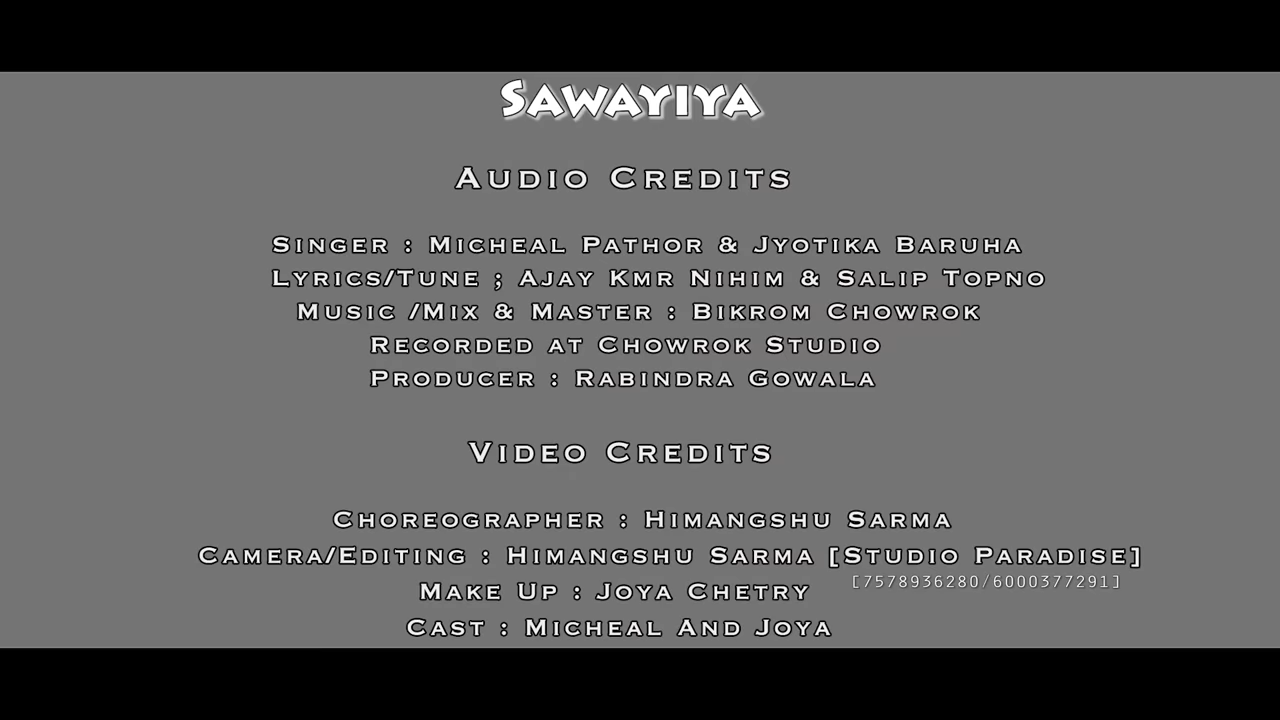 Sawayiya
Audio Credits
Singer : Micheal Pathor & Jyotika Baruha
Lyrics/Tune ; Ajay Kmr Nihim & Salip Topno
Music /Mix & Master : Bikrom Chowrok
Recorded at Chowrok Studio
Producer : Rabindra Gowala
Video Credits
Choreographer : Himangshu Sarma
Camera/Editing : Himangshu Sarma [Studio Paradise]
[7578936280/6000377291]
Make Up : Joya Chetry
Cast : Micheal And Joya